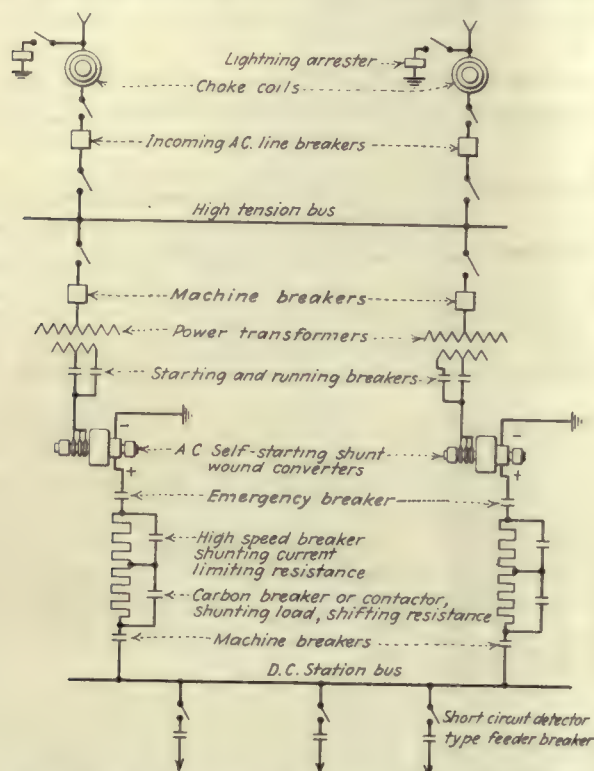 Lightning arrester
Choke coils
Incoming A.C. line breakers
High tension bus
Machine breakers
Power transformers
Starting and running breakers
-
-
A C Self-starting shunt
wound converters
+
+
Emergency breaker
High speed breaker
shunting current
limiting resistance
Carbon breaker or contactor,
shunting load, shifting resistance
Machine breakers
D.C. Station bus
Short circuit detector
type feeder breaker